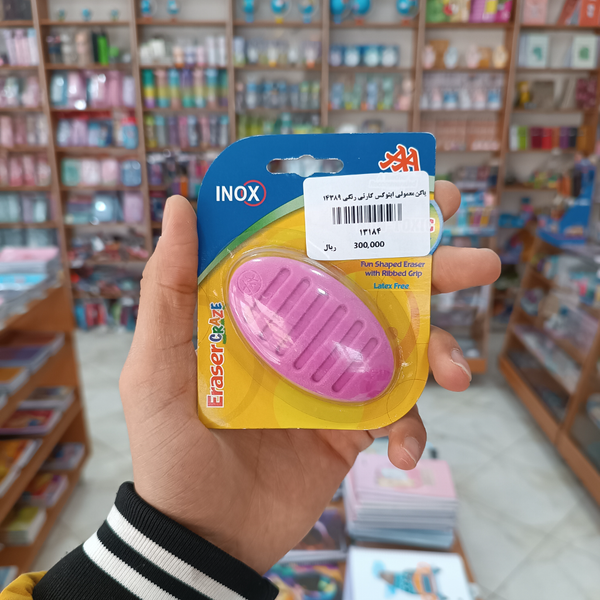 INOX
پاکن معمولی اینوکس کارتی رنگی ۱۴۳۸۹
۱۳۱۸۴
300,000 ریال
Fun Shaped Eraser
with Ribbed Grip
Latex Free
Eraser CRAZE